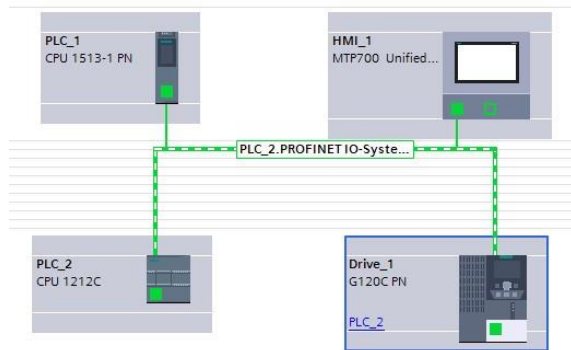 PLC_1
CPU 1513-1 PN
HMI_1
MTP700 Unified...
PLC_2.PROFINET IO-Syste...
PLC_2
CPU 1212C
Drive_1
G120C PN
PLC_2